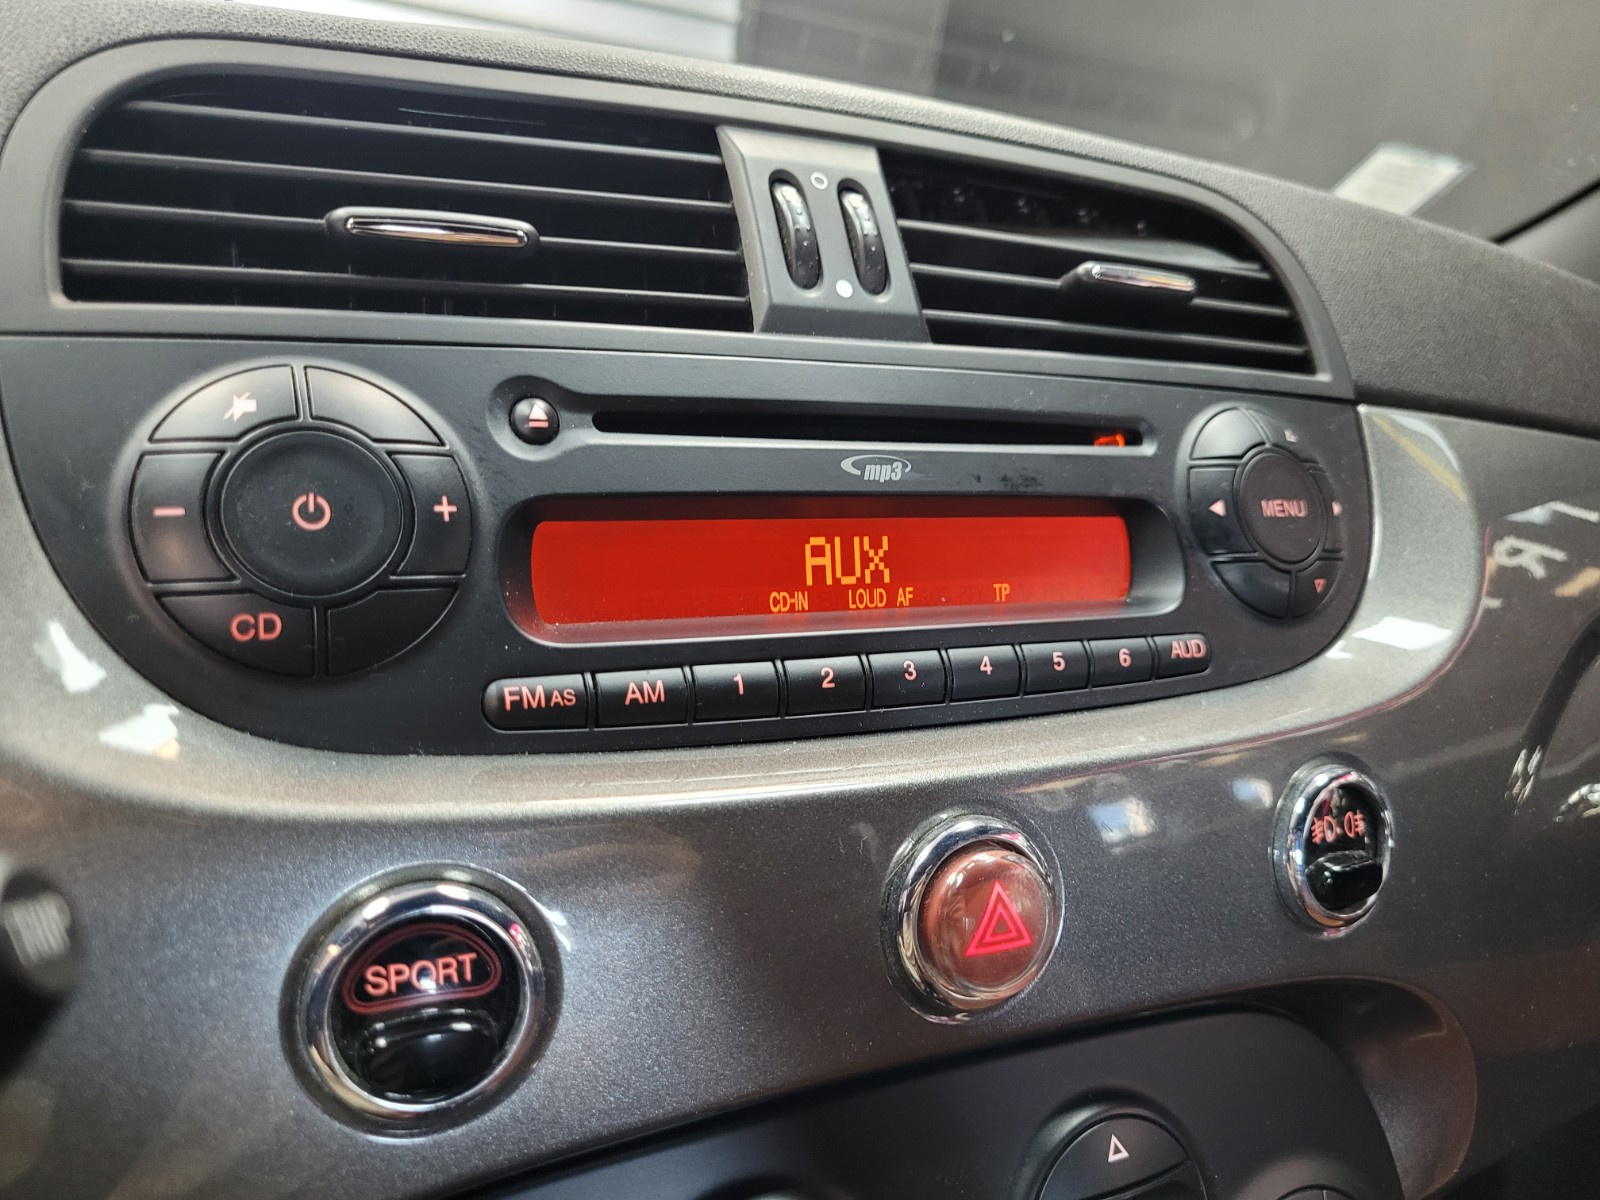 mp3
MENU
AUX
CD-IN LOUD AF TP
CD
FM AS AM 1 2 3 4 5 6 AUD
SPORT